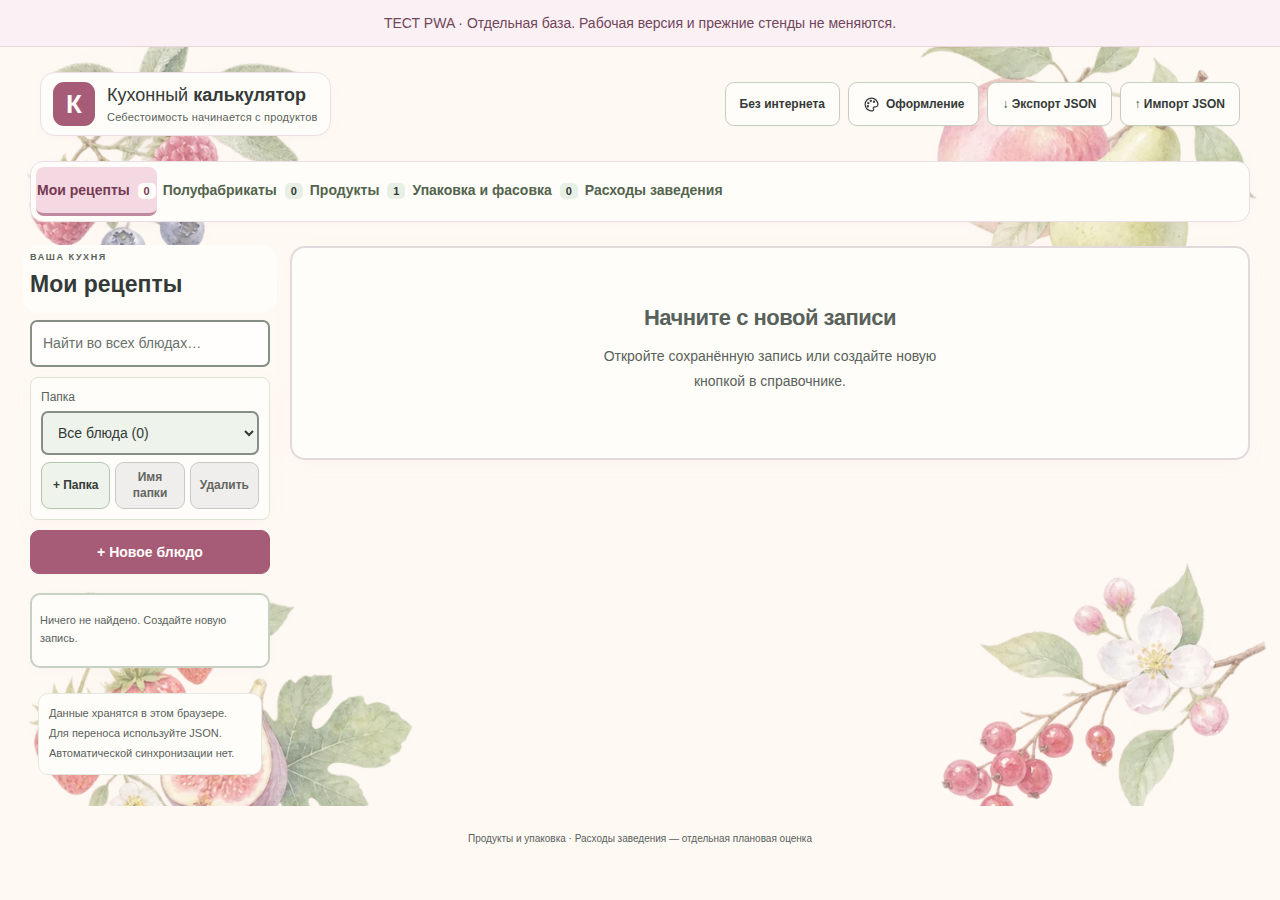 ТЕСТ PWA · Отдельная база. Рабочая версия и прежние стенды не меняются.
К
Кухонный калькулятор
Себестоимость начинается с продуктов
Без интернета
Оформление
↓ Экспорт JSON
↑ Импорт JSON
Мои рецепты 0
Полуфабрикаты 0
Продукты 1
Упаковка и фасовка 0
Расходы заведения
ВАША КУХНЯ
Мои рецепты
Найти во всех блюдах…
Папка
Все блюда (0)
+ Папка
Имя
папки
Удалить
+ Новое блюдо
Ничего не найдено. Создайте новую
запись.
Данные хранятся в этом браузере.
Для переноса используйте JSON.
Автоматической синхронизации нет.
Начните с новой записи
Откройте сохранённую запись или создайте новую
кнопкой в справочнике.
Продукты и упаковка · Расходы заведения — отдельная плановая оценка